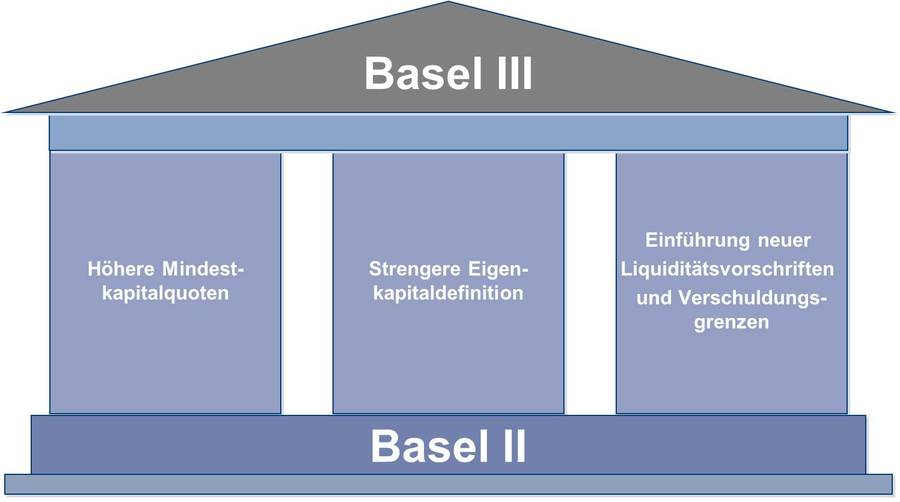 Basel III
Höhere Mindest-
kapitalquoten
Strengere Eigen-
kapitaldefinition
Einführung neuer
Liquiditätsvorschriften
und Verschuldungs-
grenzen
Basel II